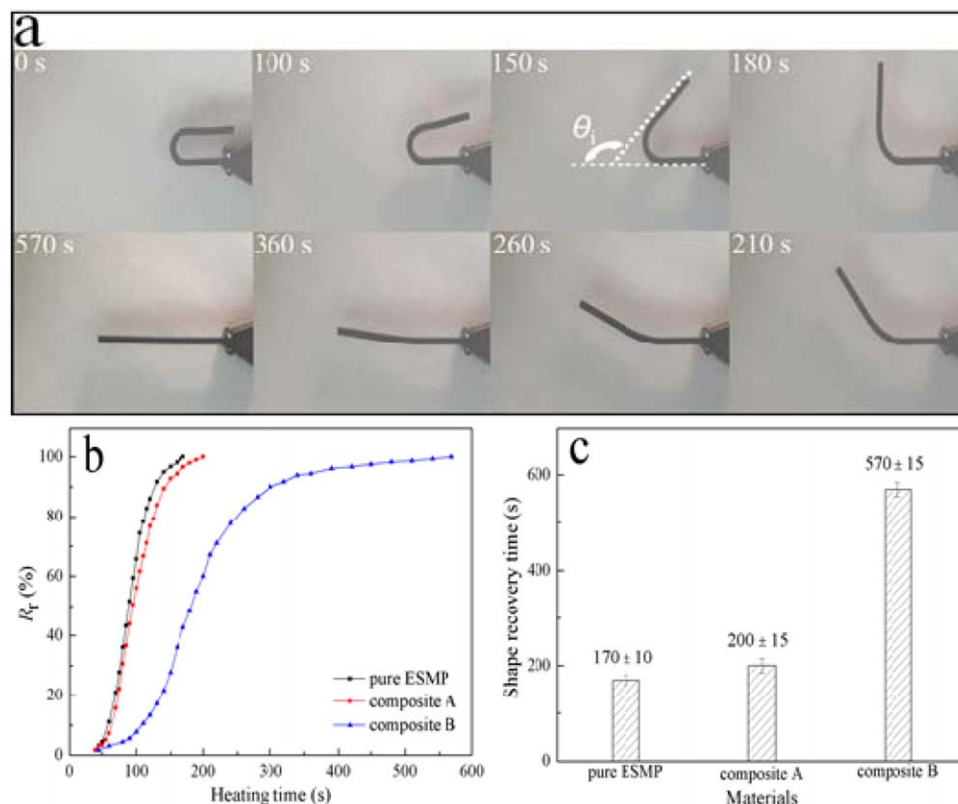 a
0 s 100 s 150 s 180 s
θi
570 s 360 s 260 s 210 s
b
100
80
60
40
20
0
Rr (%)
pure ESMP
composite A
composite B
0 100 200 300 400 500 600
Heating time (s)
c
600
400
200
0
Shape recovery time (s)
170 ± 10
200 ± 15
570 ± 15
pure ESMP composite A composite B
Materials